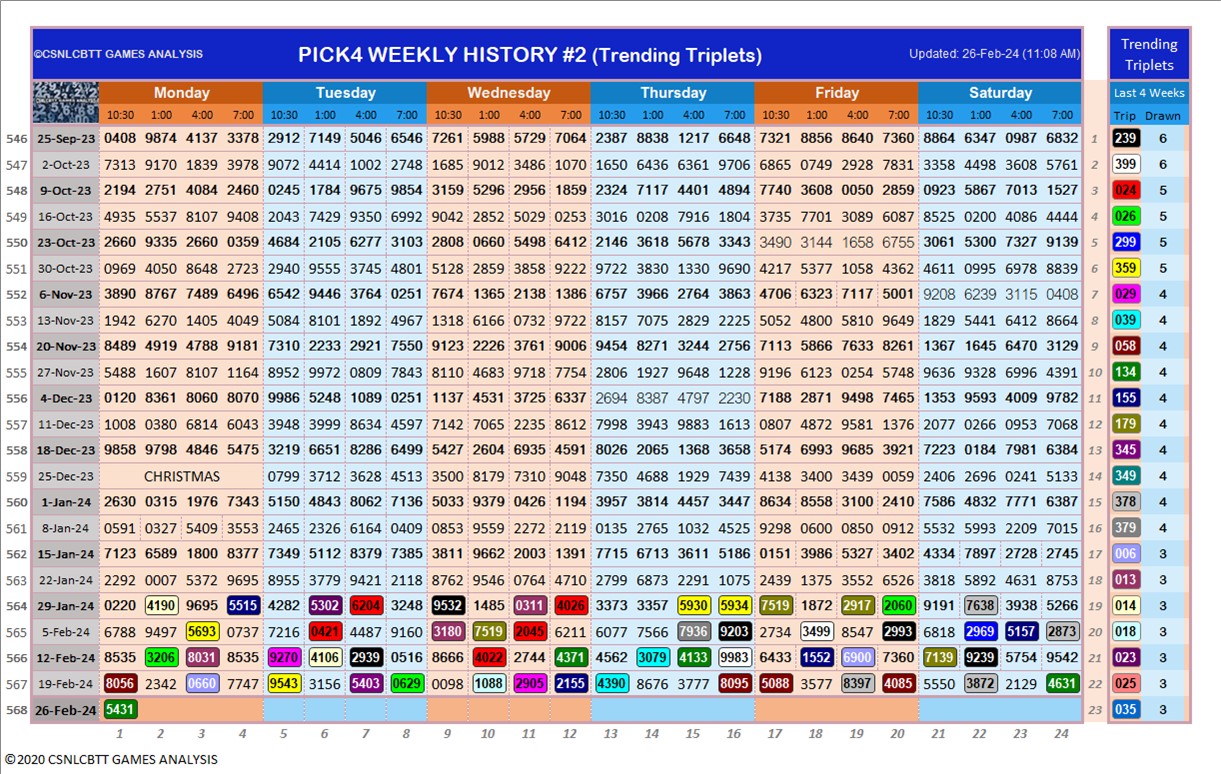 ©CSNLCBTT GAMES ANALYSIS PICK4 WEEKLY HISTORY #2 (Trending Triplets) Updated: 26-Feb-24 (11:08 AM) Trending Triplets
Monday Tuesday Wednesday Thursday Friday Saturday Last 4 Weeks
10:30 1:00 4:00 7:00 10:30 1:00 4:00 7:00 10:30 1:00 4:00 7:00 10:30 1:00 4:00 7:00 10:30 1:00 4:00 7:00 10:30 1:00 4:00 7:00 Trip Drawn
546 25-Sep-23 0408 9874 4137 3378 2912 7149 5046 6546 7261 5988 5729 7064 2387 8838 1217 6648 7321 8856 8640 7360 8864 6347 0987 6832 1 239 6
547 2-Oct-23 7313 9170 1839 3978 9072 4414 1002 2748 1685 9012 3486 1070 1650 6436 6361 9706 6865 0749 2928 7831 3358 4498 3608 5761 2 399 6
548 9-Oct-23 2194 2751 4084 2460 0245 1784 9675 9854 3159 5296 2956 1859 2324 7117 4401 4894 7740 3608 0050 2859 0923 5867 7013 1527 3 024 5
549 16-Oct-23 4935 5537 8107 9408 2043 7429 9350 6992 9042 2852 5029 0253 3016 0208 7916 1804 3735 7701 3089 6087 8525 0200 4086 4444 4 026 5
550 23-Oct-23 2660 9335 2660 0359 4684 2105 6277 3103 2808 0660 5498 6412 2146 3618 5678 3343 3490 3144 1658 6755 3061 5300 7327 9139 5 299 5
551 30-Oct-23 0969 4050 8648 2723 2940 9555 3745 4801 5128 2859 3858 9222 9722 3830 1330 9690 4217 5377 1058 4362 4611 0995 6978 8839 6 359 5
552 6-Nov-23 3890 8767 7489 6496 6542 9446 3764 0251 7674 1365 2138 1386 6757 3966 2764 3863 4706 6323 7117 5001 9208 6239 3115 0408 7 029 4
553 13-Nov-23 1942 6270 1405 4049 5084 8101 1892 4967 1318 6166 0732 9722 8157 7075 2829 2225 5052 4800 5810 9649 1829 5441 6412 8664 8 039 4
554 20-Nov-23 8489 4919 4788 9181 7310 2233 2921 7550 9123 2226 3761 9006 9454 8271 3244 2756 7113 5866 7633 8261 1367 1645 6470 3129 9 058 4
555 27-Nov-23 5488 1607 8107 1164 8952 9972 0809 7843 8110 4683 9718 7754 2806 1927 9648 1228 9196 6123 0254 5748 9636 9328 6996 4391 10 134 4
556 4-Dec-23 0120 8361 8060 8070 9986 5248 1089 0251 1137 4531 3725 6337 2694 8387 4797 2230 7188 2871 9498 7465 1353 9593 4009 9782 11 155 4
557 11-Dec-23 1008 0380 6814 6043 3948 3999 8634 4597 7142 7065 2235 8612 7998 3943 9883 1613 0807 4872 9581 1376 2077 0266 0953 7068 12 179 4
558 18-Dec-23 9858 9798 4846 5475 3219 6651 8286 6499 5427 2604 6935 4591 8026 2065 1368 3658 5174 6993 9685 3921 7223 0184 7981 6384 13 345 4
559 25-Dec-23 CHRISTMAS 0799 3712 3628 4513 3500 8179 7310 9048 7350 4688 1929 7439 4138 3400 3439 0059 2406 2696 0241 5133 14 349 4
560 1-Jan-24 2630 0315 1976 7343 5150 4843 8062 7136 5033 9379 0426 1194 3957 3814 4457 3447 8634 8558 3100 2410 7586 4832 7771 6387 15 378 4
561 8-Jan-24 0591 0327 5409 3553 2465 2326 6164 0409 0853 9559 2272 2119 0135 2765 1032 4525 9298 0600 0850 0912 5532 5993 2209 7015 16 379 4
562 15-Jan-24 7123 6589 1800 8377 7349 5112 8379 7385 3811 9662 2003 1391 7715 6713 3611 5186 0151 3986 5327 3402 4334 7897 2728 2745 17 006 3
563 22-Jan-24 2292 0007 5372 9695 8955 3779 9421 2118 8762 9546 0764 4710 2799 6873 2291 1075 2439 1375 3552 6526 3818 5892 4631 8753 18 013 3
564 29-Jan-24 0220 4190 9695 5515 4282 5302 6204 3248 9532 1485 0311 4026 3373 3357 5930 5934 7519 1872 2917 2060 9191 7638 3938 5266 19 014 3
565 5-Feb-24 6788 9497 5693 0737 7216 0421 4487 9160 3180 7519 2045 6211 6077 7566 7936 9203 2734 3499 8547 2993 6818 2969 5157 2873 20 018 3
566 12-Feb-24 8535 3206 8031 8535 9270 4106 2939 0516 8666 4022 2744 4371 4562 3079 4133 9983 6433 1552 6900 7360 7139 9239 5754 9542 21 023 3
567 19-Feb-24 8056 2342 0660 7747 9543 3156 5403 0629 0098 1088 2905 2155 4390 8676 3777 8095 5088 3577 8397 4085 5550 3872 2129 4631 22 025 3
568 26-Feb-24 5431 23 035 3
1 2 3 4 5 6 7 8 9 10 11 12 13 14 15 16 17 18 19 20 21 22 23 24
©2020 CSNLCBTT GAMES ANALYSIS